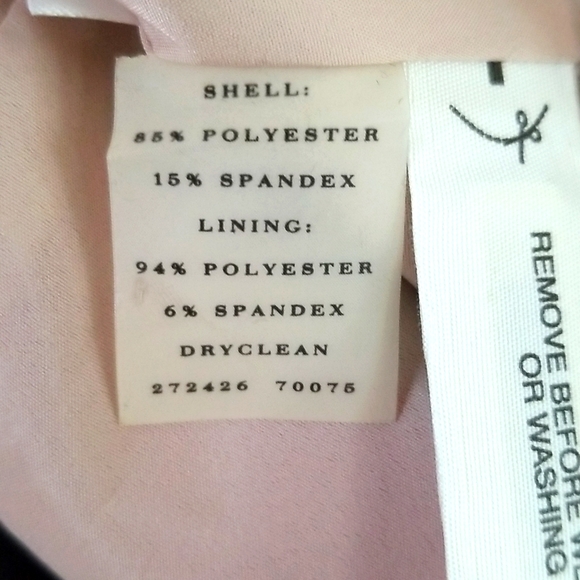 SHELL:
85% POLYESTER
15% SPANDEX
LINING:
94% POLYESTER
6% SPANDEX
DRYCLEAN
272426 70075
REMOVE BEFORE
OR WASHING